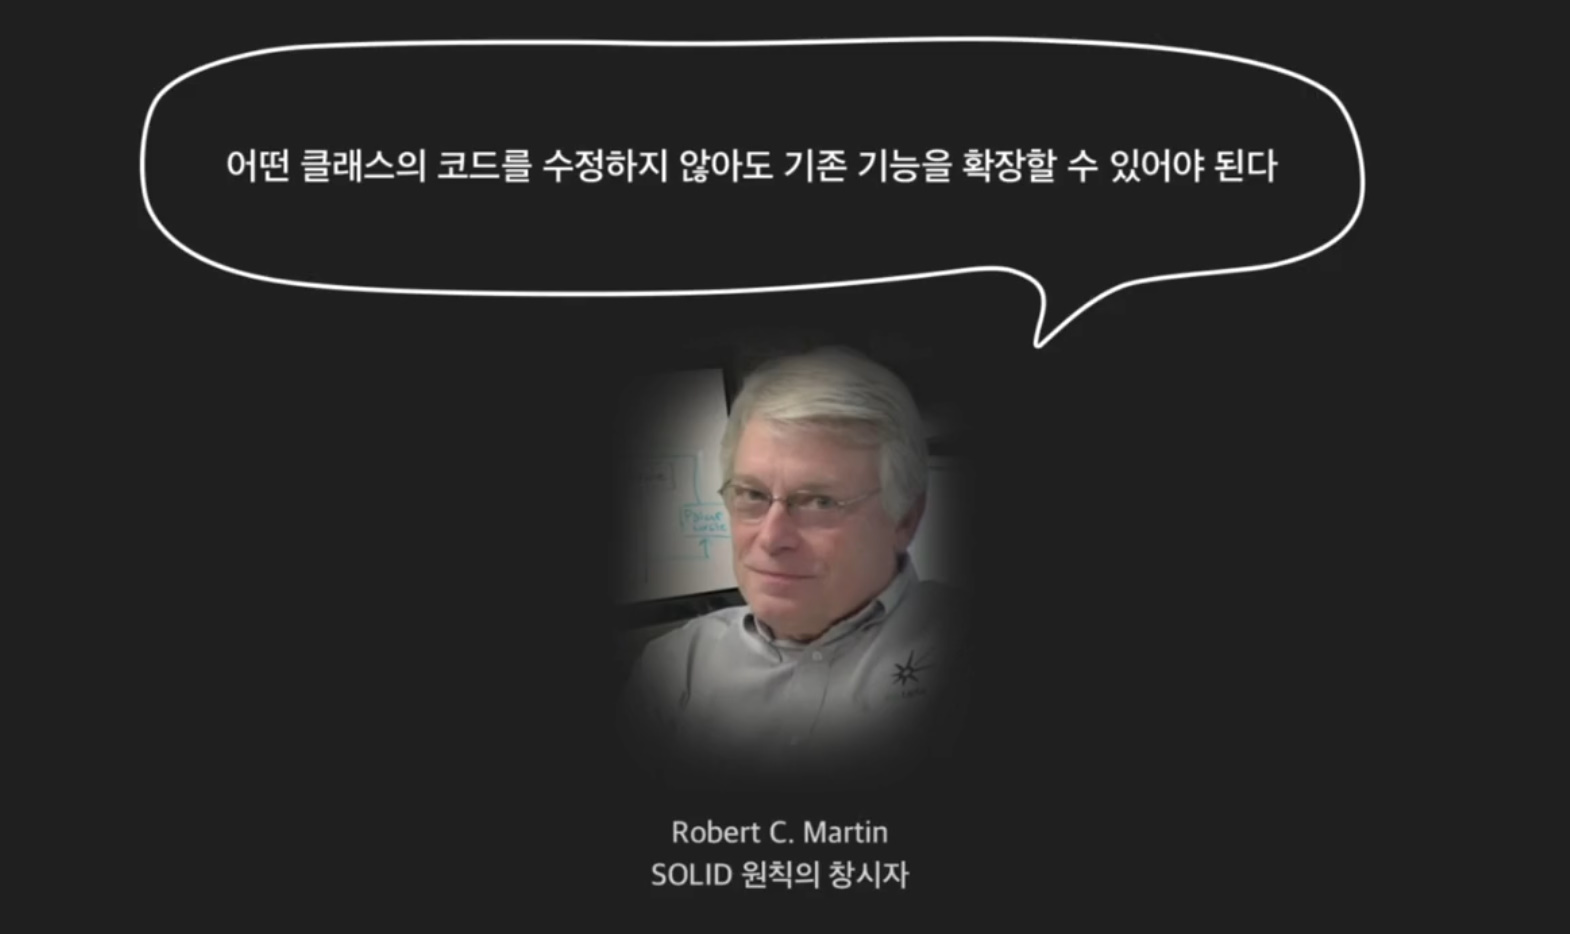 어떤 클래스의 코드를 수정하지 않아도 기존 기능을 확장할 수 있어야 된다
Robert C. Martin
SOLID 원칙의 창시자